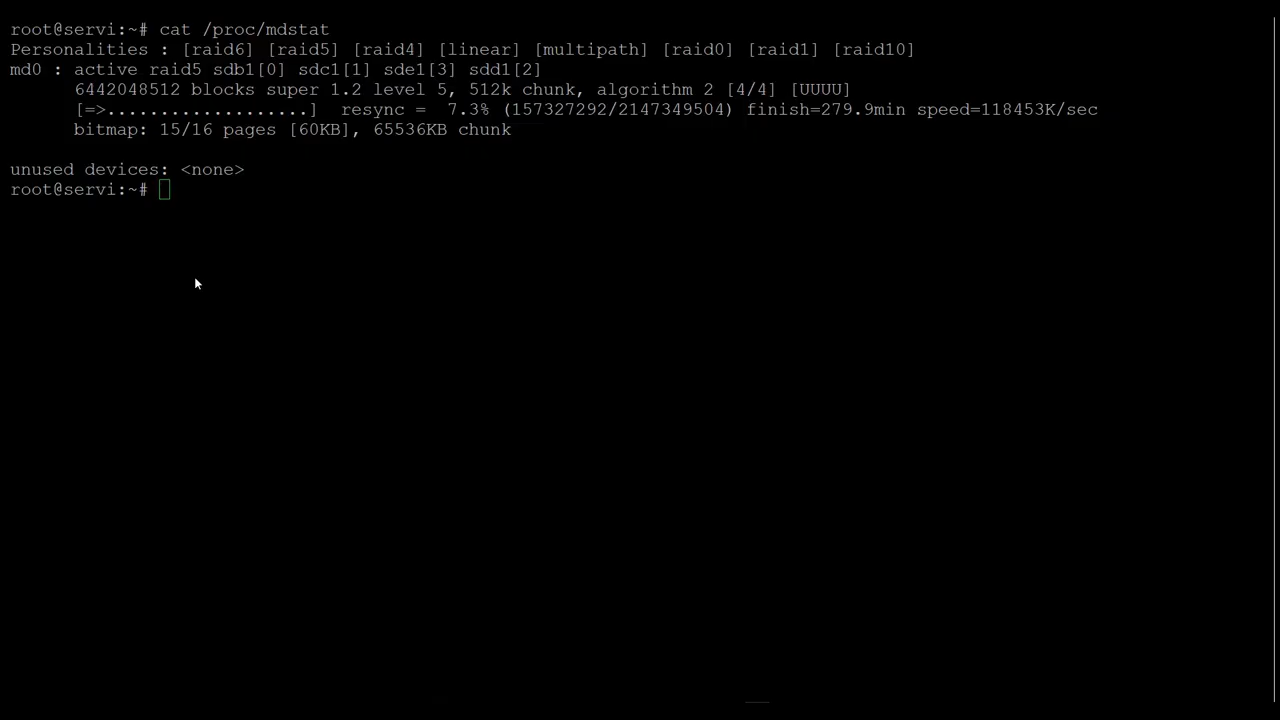 root@servi:~# cat /proc/mdstat
Personalities : [raid6] [raid5] [raid4] [linear] [multipath] [raid0] [raid1] [raid10]
md0 : active raid5 sdb1[0] sdc1[1] sde1[3] sdd1[2]
      6442048512 blocks super 1.2 level 5, 512k chunk, algorithm 2 [4/4] [UUUU]
      [=>...................]  resync =  7.3% (157327292/2147349504) finish=279.9min speed=118453K/sec
      bitmap: 15/16 pages [60KB], 65536KB chunk
unused devices: <none>
root@servi:~#